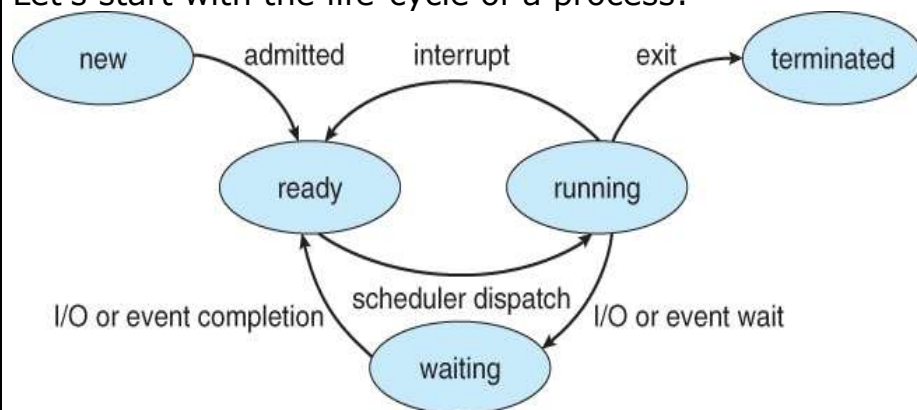 Let's start with the life cycle of a process!
new
admitted
interrupt
exit
terminated
ready
running
I/O or event completion
scheduler dispatch
I/O or event wait
waiting